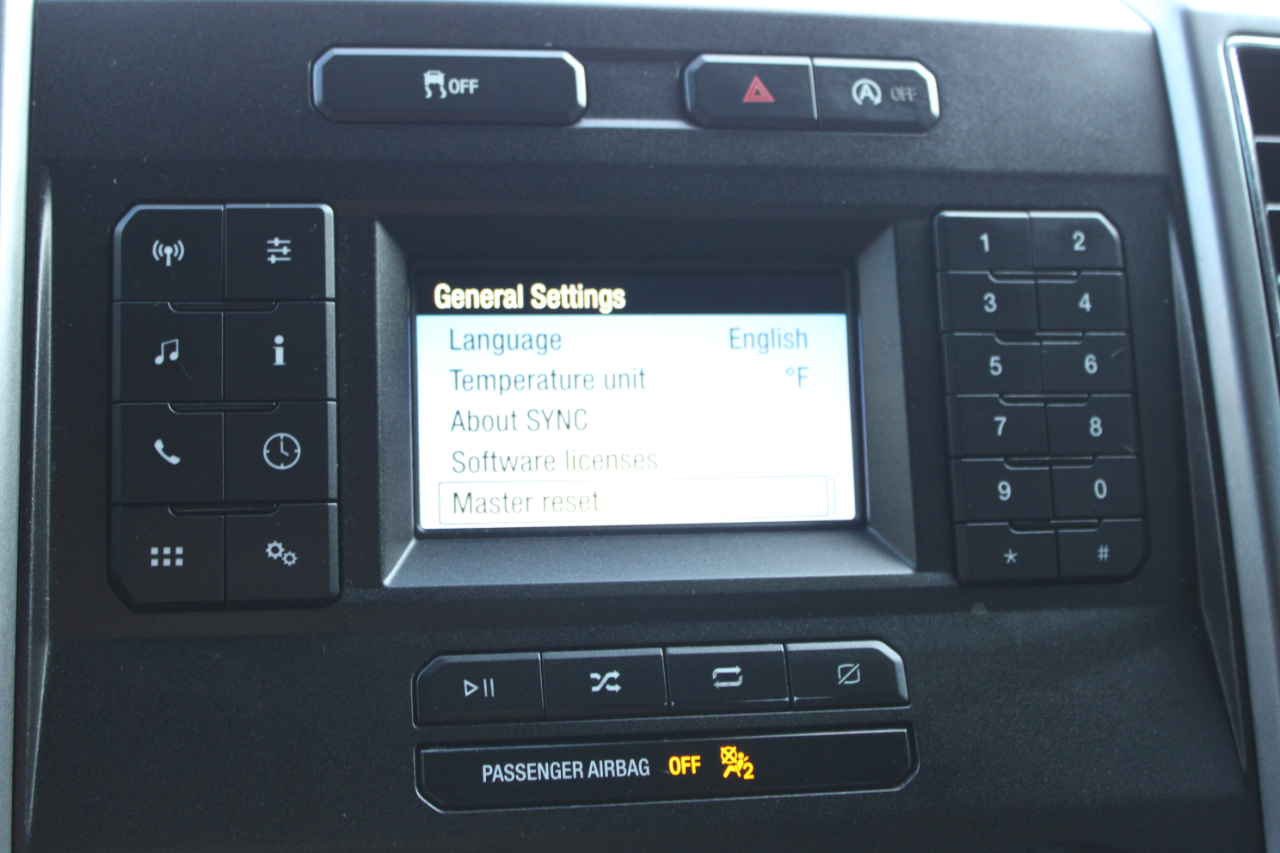 OFF
A OFF
General Settings
Language English
Temperature unit °F
About SYNC
Software licenses
Master reset
i
1 2
3 4
5 6
7 8
9 0
* #
PASSENGER AIRBAG OFF 2